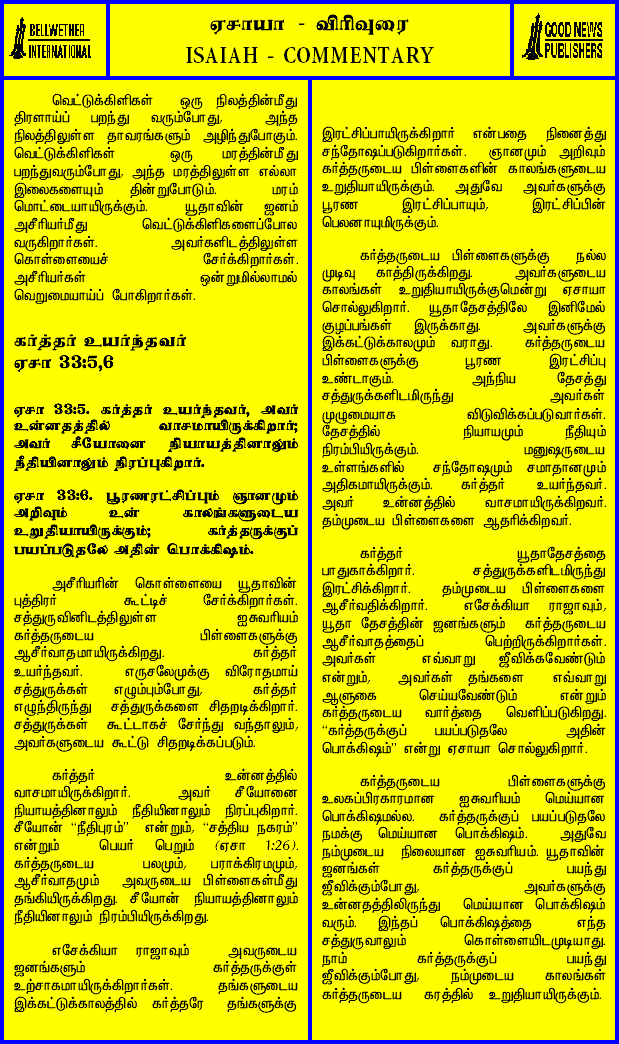 BELLWETHER
INTERNATIONAL
ஏசாயா - விரிவுரை
ISAIAH - COMMENTARY
GOOD NEWS
PUBLISHERS
வெட்டுக்கிளிகள் ஒரு நிலத்தின்மீது
திரளாய்ப் பறந்து வரும்போது, அந்த
நிலத்திலுள்ள தாவரங்களும் அழிந்துபோகும்.
வெட்டுக்கிளிகள் ஒரு மரத்தின்மீது
பறந்துவரும்போது, அந்த மரத்திலுள்ள எல்லா
இலைகளையும் தின்றுபோடும். மரம்
மொட்டையாயிருக்கும். யூதாவின் ஜனம்
அசீரியர்மீது வெட்டுக்கிளிகளைப்போல
வருகிறார்கள். அவர்களிடத்திலுள்ள
கொள்ளையைச் சேர்க்கிறார்கள்.
அசீரியர்கள் ஒன்றுமில்லாமல்
வெறுமையாய்ப் போகிறார்கள்.
கர்த்தர் உயர்ந்தவர்
ஏசா 33:5,6
ஏசா 33:5. கர்த்தர் உயர்ந்தவர், அவர்
உன்னதத்தில் வாசமாயிருக்கிறார்;
அவர் சீயோனை நியாயத்தினாலும்
நீதியினாலும் நிரப்புகிறார்.
ஏசா 33:6. பூரணரட்சிப்பும் ஞானமும்
அறிவும் உன் காலங்களுடைய
உறுதியாயிருக்கும்; கர்த்தருக்குப்
பயப்படுதலே அதின் பொக்கிஷம்.
அசீரியரின் கொள்ளையை யூதாவின்
புத்திரர் கூட்டிச் சேர்க்கிறார்கள்.
சத்துருவினிடத்திலுள்ள ஐசுவரியம்
கர்த்தருடைய பிள்ளைகளுக்கு
ஆசீர்வாதமாயிருக்கிறது. கர்த்தர்
உயர்ந்தவர். எருசலேமுக்கு விரோதமாய்
சத்துருக்கள் எழும்பும்போது, கர்த்தர்
எழுந்திருந்து சத்துருக்களை சிதறடிக்கிறார்.
சத்துருக்கள் கூட்டாகச் சேர்ந்து வந்தாலும்,
அவர்களுடைய கூட்டு சிதறடிக்கப்படும்.
கர்த்தர் உன்னத்தில்
வாசமாயிருக்கிறார். அவர் சீயோனை
நியாயத்தினாலும் நீதியினாலும் நிரப்புகிறார்.
சீயோன் “நீதிபுரம்” என்றும், “சத்திய நகரம்”
என்றும் பெயர் பெறும் (ஏசா 1:26).
கர்த்தருடைய பலமும், பராக்கிரமமும்,
ஆசீர்வாதமும் அவருடைய பிள்ளைகள்மீது
தங்கியிருக்கிறது. சீயோன் நியாயத்தினாலும்
நீதியினாலும் நிரம்பியிருக்கிறது.
எசேக்கியா ராஜாவும் அவருடைய
ஜனங்களும் கர்த்தருக்குள்
உற்சாகமாயிருக்கிறார்கள். தங்களுடைய
இக்கட்டுக்காலத்தில் கர்த்தரே தங்களுக்கு
இரட்சிப்பாயிருக்கிறார் என்பதை நினைத்து
சந்தோஷப்படுகிறார்கள். ஞானமும் அறிவும்
கர்த்தருடைய பிள்ளைகளின் காலங்களுடைய
உறுதியாயிருக்கும். அதுவே அவர்களுக்கு
பூரண இரட்சிப்பாயும், இரட்சிப்பின்
பெலனாயுமிருக்கும்.
கர்த்தருடைய பிள்ளைகளுக்கு நல்ல
முடிவு காத்திருக்கிறது. அவர்களுடைய
காலங்கள் உறுதியாயிருக்குமென்று ஏசாயா
சொல்லுகிறார். யூதாதேசத்திலே இனிமேல்
குழப்பங்கள் இருக்காது. அவர்களுக்கு
இக்கட்டுக்காலமும் வராது. கர்த்தருடைய
பிள்ளைகளுக்கு பூரண இரட்சிப்பு
உண்டாகும். அந்நிய தேசத்து
சத்துருக்களிடமிருந்து அவர்கள்
முழுமையாக விடுவிக்கப்படுவார்கள்.
தேசத்தில் நியாயமும் நீதியும்
நிரம்பியிருக்கும். மனுஷருடைய
உள்ளங்களில் சந்தோஷமும் சமாதானமும்
அதிகமாயிருக்கும். கர்த்தர் உயர்ந்தவர்.
அவர் உன்னத்தில் வாசமாயிருக்கிறவர்.
தம்முடைய பிள்ளைகளை ஆதரிக்கிறவர்.
கர்த்தர் யூதாதேசத்தை
பாதுகாக்கிறார். சத்துருக்களிடமிருந்து
இரட்சிக்கிறார். தம்முடைய பிள்ளைகளை
ஆசீர்வதிக்கிறார். எசேக்கியா ராஜாவும்,
யூதா தேசத்தின் ஜனங்களும் கர்த்தருடைய
ஆசீர்வாதத்தைப் பெற்றிருக்கிறார்கள்.
அவர்கள் எவ்வாறு ஜீவிக்கவேண்டும்
என்றும், அவர்கள் தங்களை எவ்வாறு
ஆளுகை செய்யவேண்டும் என்றும்
கர்த்தருடைய வார்த்தை வெளிப்படுகிறது.
“கர்த்தருக்குப் பயப்படுதலே அதின்
பொக்கிஷம்” என்று ஏசாயா சொல்லுகிறார்.
கர்த்தருடைய பிள்ளைகளுக்கு
உலகப்பிரகாரமான ஐசுவரியம் மெய்யான
பொக்கிஷமல்ல. கர்த்தருக்குப் பயப்படுதலே
நமக்கு மெய்யான பொக்கிஷம். அதுவே
நம்முடைய நிலையான ஐசுவரியம். யூதாவின்
ஜனங்கள் கர்த்தருக்குப் பயந்து
ஜீவிக்கும்போது, அவர்களுக்கு
உன்னதத்திலிருந்து மெய்யான பொக்கிஷம்
வரும். இந்தப் பொக்கிஷத்தை எந்த
சத்துருவாலும் கொள்ளையிடமுடியாது.
நாம் கர்த்தருக்குப் பயந்து
ஜீவிக்கும்போது, நம்முடைய காலங்கள்
கர்த்தருடைய கரத்தில் உறுதியாயிருக்கும்.